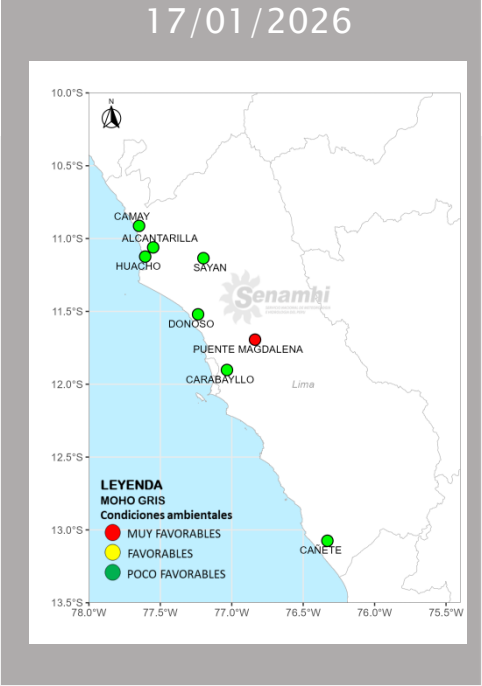 17/01/2026
10.0°S
N
10.5°S
CAMAY
11.0°S
ALCANTARILLA
HUACHO
SAYAN
Senamhi
11.5°S
DONOSO
PUENTE MAGDALENA
12.0°S
CARABAYLLO
Lima
12.5°S
LEYENDA
MOHO GRIS
Condiciones ambientales
MUY FAVORABLES
FAVORABLES
POCO FAVORABLES
13.0°S
CAÑETE
13.5°S
78.0°W 77.5°W 77.0°W 76.5°W 76.0°W 75.5°W